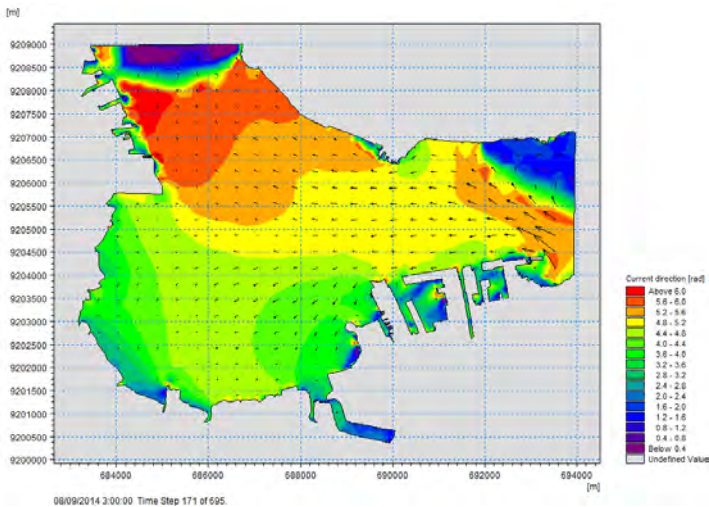 [m]
9209000
9208500
9208000
9207500
9207000
9206500
9206000
9205500
9205000
9204500
9204000
9203500
9203000
9202500
9202000
9201500
9201000
9200500
9200000
684000 686000 688000 690000 692000 694000
[m]
08/09/2014 3:00:00 Time Step 171 of 695.
Current direction [rad]
Above 6.0
5.6 - 6.0
5.2 - 5.6
4.8 - 5.2
4.4 - 4.8
4.0 - 4.4
3.6 - 4.0
3.2 - 3.6
2.8 - 3.2
2.4 - 2.8
2.0 - 2.4
1.6 - 2.0
1.2 - 1.6
0.8 - 1.2
0.4 - 0.8
Below 0.4
Undefined Value